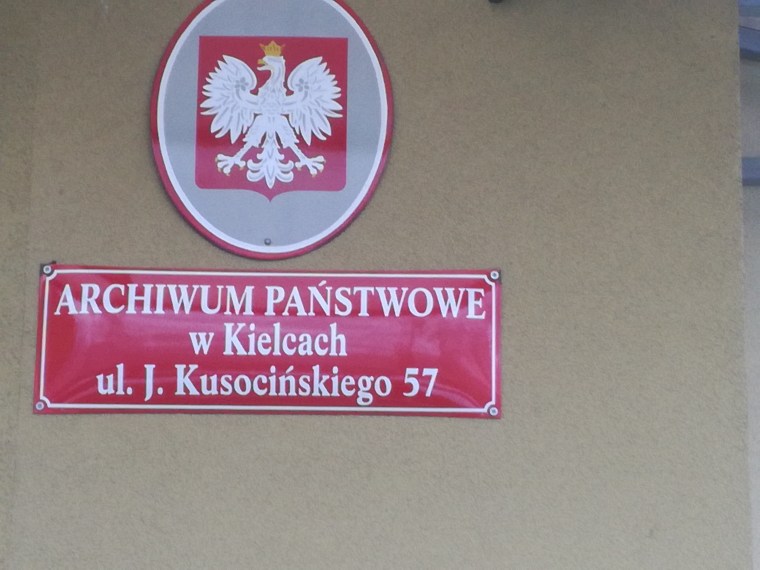 ARCHIWUM PAŃSTWOWE
w Kielcach
ul. J. Kusocińskiego 57